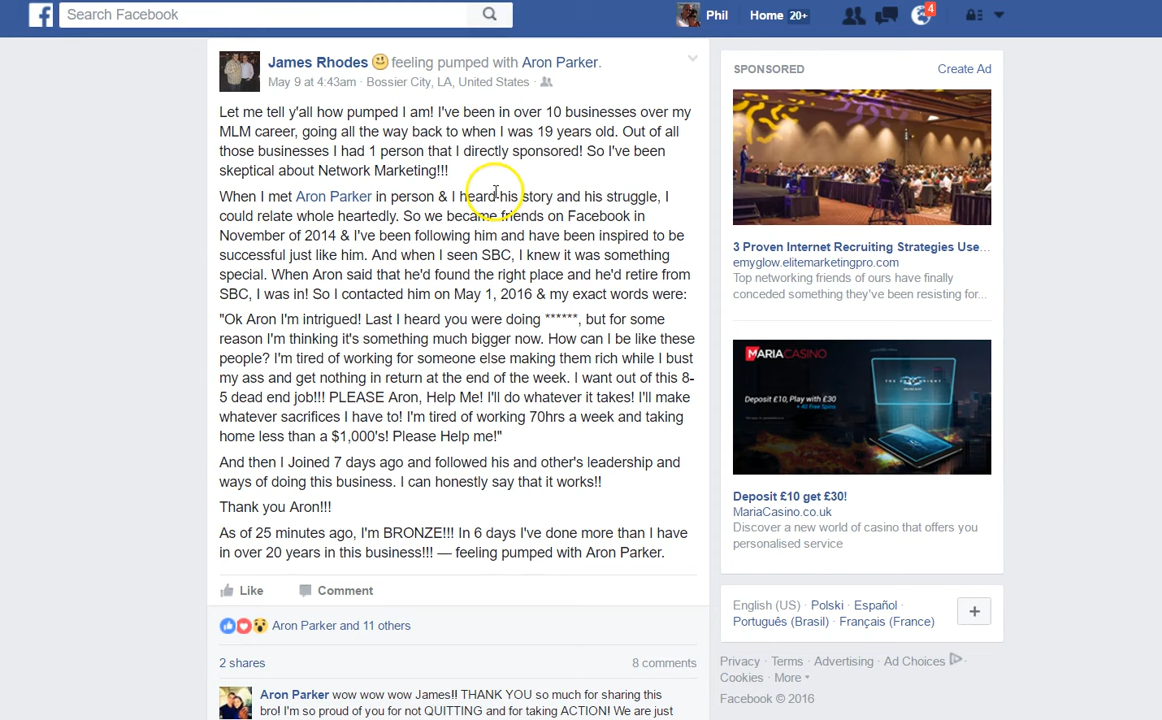 f
Search Facebook
Phil
Home 20+
4
James Rhodes feeling pumped with Aron Parker.
May 9 at 4:43am · Bossier City, LA, United States ·
Let me tell y'all how pumped I am! I've been in over 10 businesses over my
MLM career, going all the way back to when I was 19 years old. Out of all
those businesses I had 1 person that I directly sponsored! So I've been
skeptical about Network Marketing!!!
When I met Aron Parker in person & I heard his story and his struggle, I
could relate whole heartedly. So we became friends on Facebook in
November of 2014 & I've been following him and have been inspired to be
successful just like him. And when I seen SBC, I knew it was something
special. When Aron said that he'd found the right place and he'd retire from
SBC, I was in! So I contacted him on May 1, 2016 & my exact words were:
"Ok Aron I'm intrigued! Last I heard you were doing ******, but for some
reason I'm thinking it's something much bigger now. How can I be like these
people? I'm tired of working for someone else making them rich while I bust
my ass and get nothing in return at the end of the week. I want out of this 8-
5 dead end job!!! PLEASE Aron, Help Me! I'll do whatever it takes! I'll make
whatever sacrifices I have to! I'm tired of working 70hrs a week and taking
home less than a $1,000's! Please Help me!"
And then I Joined 7 days ago and followed his and other's leadership and
ways of doing this business. I can honestly say that it works!!
Thank you Aron!!!
As of 25 minutes ago, I'm BRONZE!!! In 6 days I've done more than I have
in over 20 years in this business!!! — feeling pumped with Aron Parker.
Like
Comment
Aron Parker and 11 others
2 shares
8 comments
Aron Parker wow wow wow James!! THANK YOU so much for sharing this
bro! I'm so proud of you for not QUITTING and for taking ACTION! We are just
SPONSORED
Create Ad
3 Proven Internet Recruiting Strategies Use...
emyglow.elitemarketingpro.com
Top networking friends of ours have finally
conceded something they've been resisting for...
MARIACASINO
Deposit £10, Play with £30
+ 40 Free Spins
Deposit £10 get £30!
MariaCasino.co.uk
Discover a new world of casino that offers you
personalised service
English (US) · Polski · Español ·
Português (Brasil) · Français (France)
+
Privacy · Terms · Advertising · Ad Choices ·
Cookies · More
Facebook © 2016